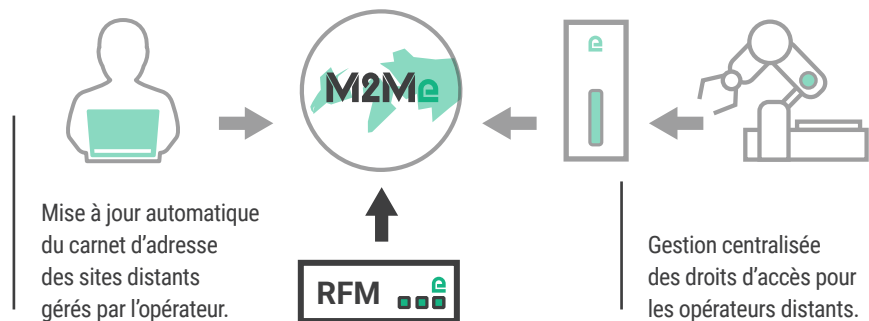 M2Me
Mise à jour automatique
du carnet d’adresse
des sites distants
gérés par l’opérateur.
RFM e
e
Gestion centralisée
des droits d’accès pour
les opérateurs distants.